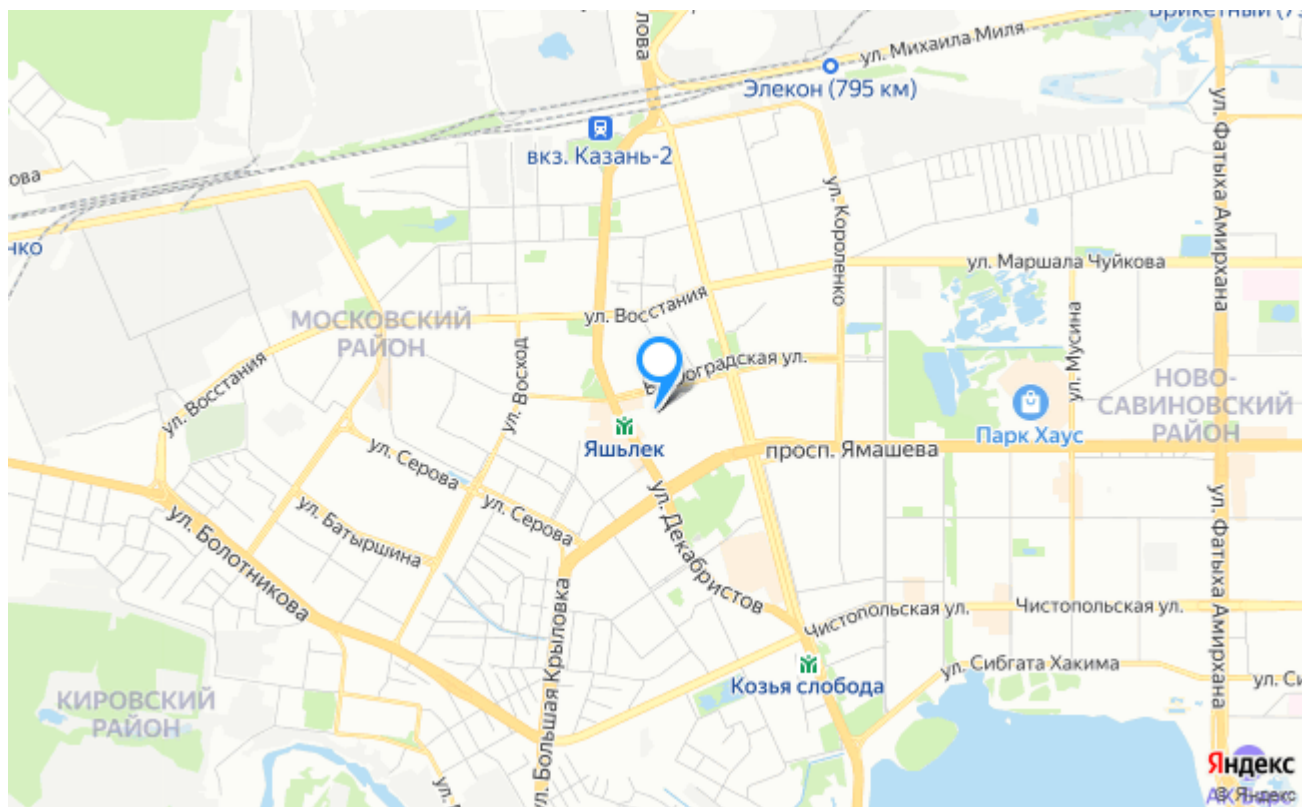 ул. Михаила Миля
Элекон (795 км)
вкз. Казань-2
ул. Фатыха Амирхана
ул. Короленко
ул. Маршала Чуйкова
ул. Восстания
МОСКОВСКИЙ
РАЙОН
ул. Восход
ул. Мусина
НОВО-
САВИНОВСКИЙ
РАЙОН
Парк Хаус
ул. Восстания
Яшьлек
просп. Ямашева
ул. Серова
ул. Серова
ул. Батыршина
ул. Болотникова
ул. Декабристов
ул. Фатыха Амирхана
Чистопольская ул.
Чистопольская ул.
ул. Большая Крыловка
Козья слобода
ул. Сибгата Хакима
КИРОВСКИЙ
РАЙОН
Яндекс
© Яндекс